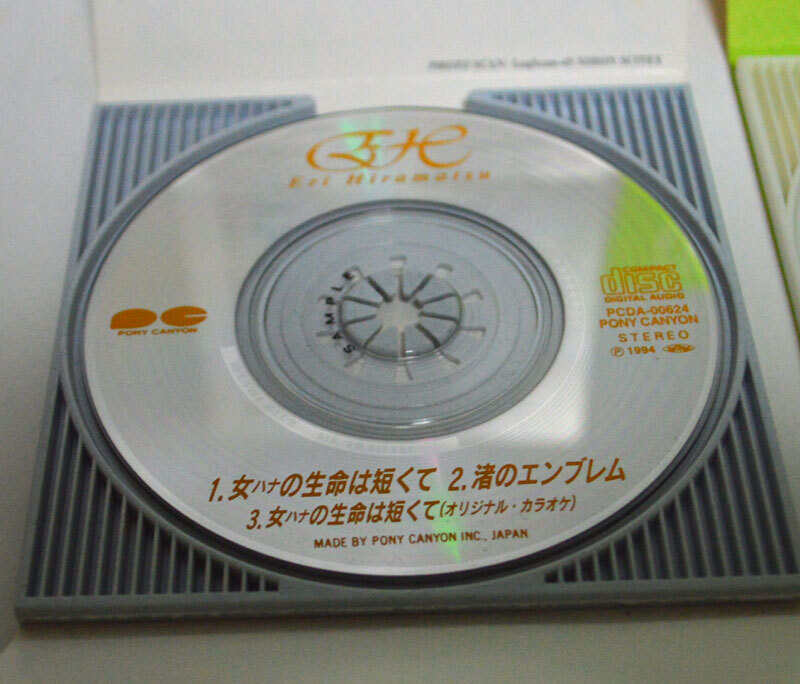 EH
Eri Hiramatsu
SAMPLE
PONY CANYON
COMPACT
disc
DIGITAL AUDIO
PCDA-00624
PONY CANYON
STEREO
℗ 1994
1.女ハナの生命は短くて 2.渚のエンブレム
3.女ハナの生命は短くて(オリジナル・カラオケ)
MADE BY PONY CANYON INC., JAPAN